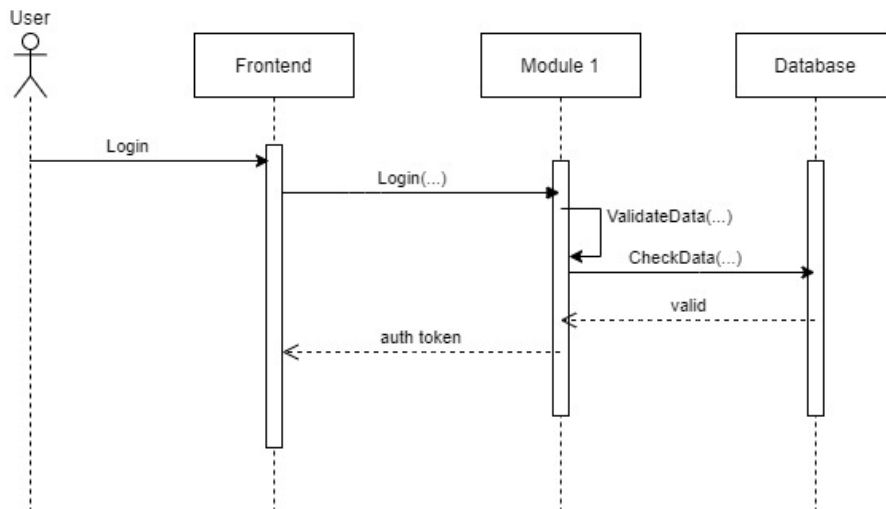 User
Frontend
Module 1
Database
Login
Login(...)
ValidateData(...)
CheckData(...)
valid
auth token